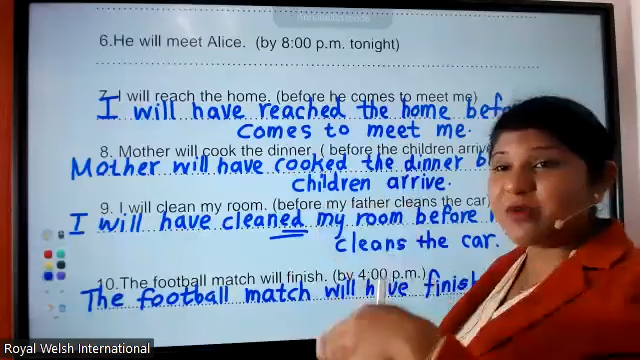 6.He will meet Alice. (by 8:00 p.m. tonight)
7. I will reach the home. (before he comes to meet me)
I will have reached the home
comes to meet me.
8. Mother will cook the dinner. ( before the children
Mother will have cooked the dinner
children arrive.
9. I will clean my room. (before my father cleans the car)
I will have cleaned my room before
cleans the car.
10.The football match will finish. (by 4:00 p.m.)
The football match will have
Royal Welsh International